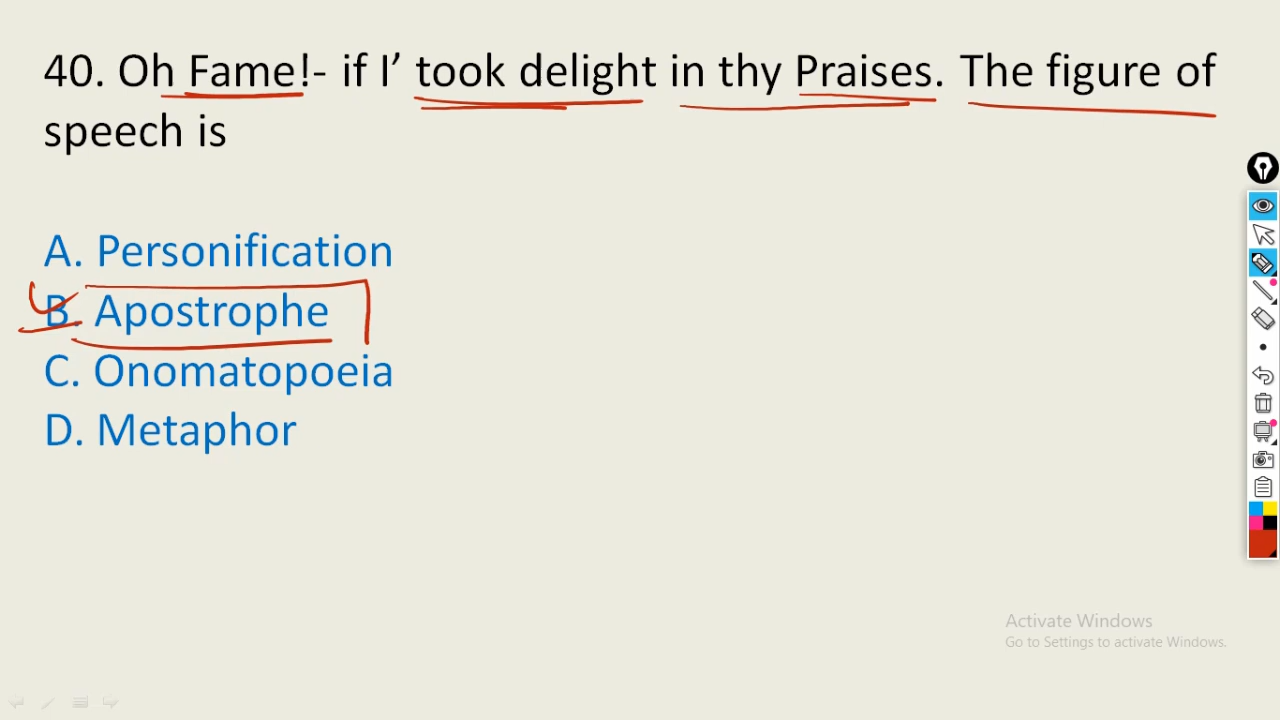 40. Oh Fame!- if I’ took delight in thy Praises. The figure of
speech is
A. Personification
B. Apostrophe
C. Onomatopoeia
D. Metaphor
Activate Windows
Go to Settings to activate Windows.